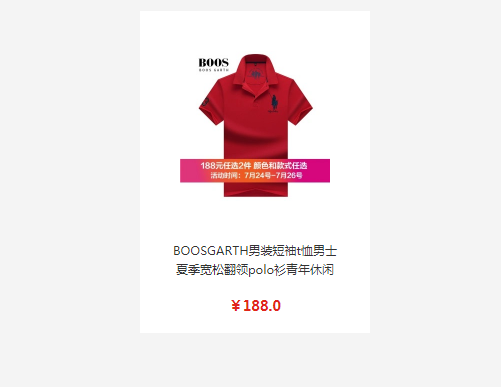 BOOS
BOOS GARTH
188元任选2件 颜色和款式任选
活动时间：7月24号--7月26号
BOOSGARTH男装短袖t恤男士
夏季宽松翻领polo衫青年休闲
¥188.0